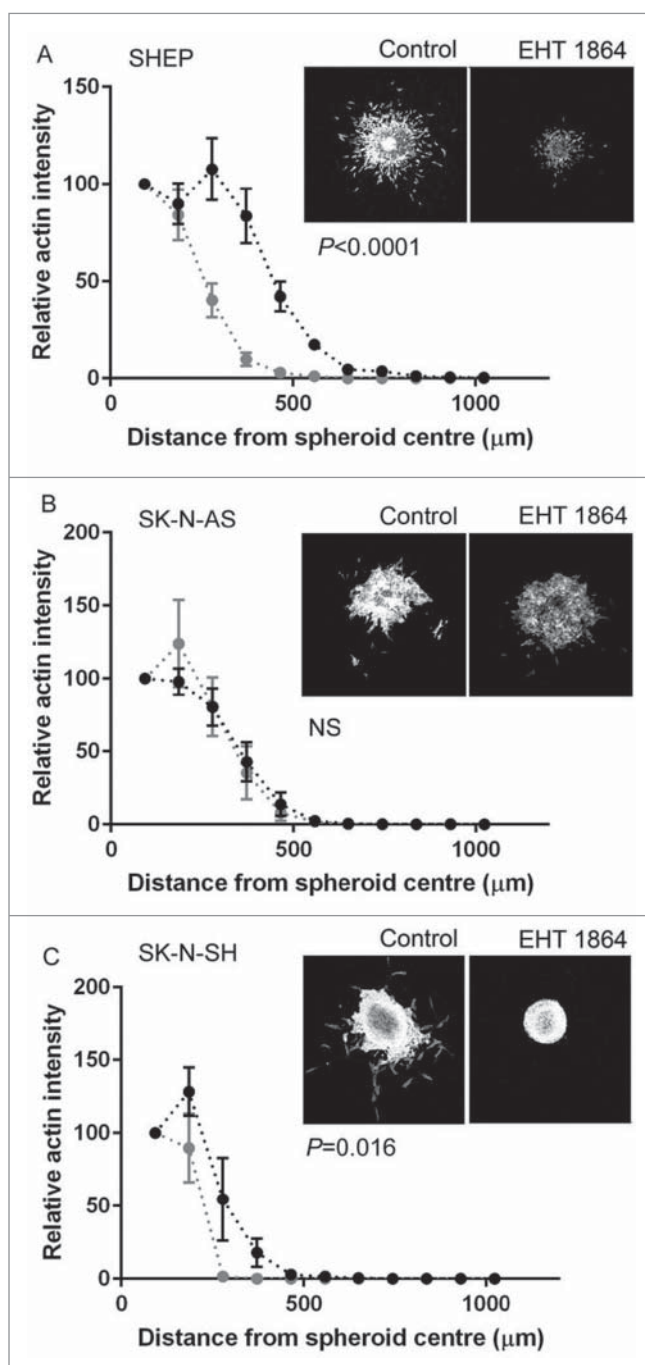 A
SHEP
Control
EHT 1864
150
100
50
0
Relative actin intensity
P<0.0001
0
500
1000
Distance from spheroid centre (μm)
B
SK-N-AS
Control
EHT 1864
200
150
100
50
0
Relative actin intensity
NS
0
500
1000
Distance from spheroid centre (μm)
C
SK-N-SH
Control
EHT 1864
200
150
100
50
0
Relative actin intensity
P=0.016
0
500
1000
Distance from spheroid centre (μm)